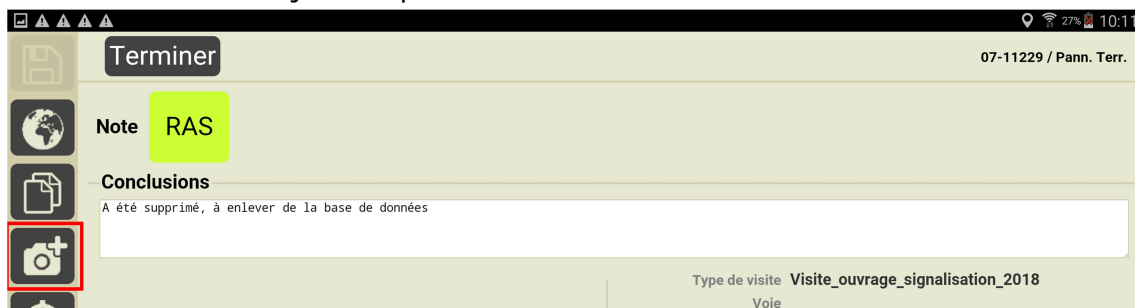 27% 10:11
Terminer
07-11229 / Pann. Terr.
Note RAS
Conclusions
A été supprimé, à enlever de la base de données
Type de visite Visite_ouvrage_signalisation_2018
Voie